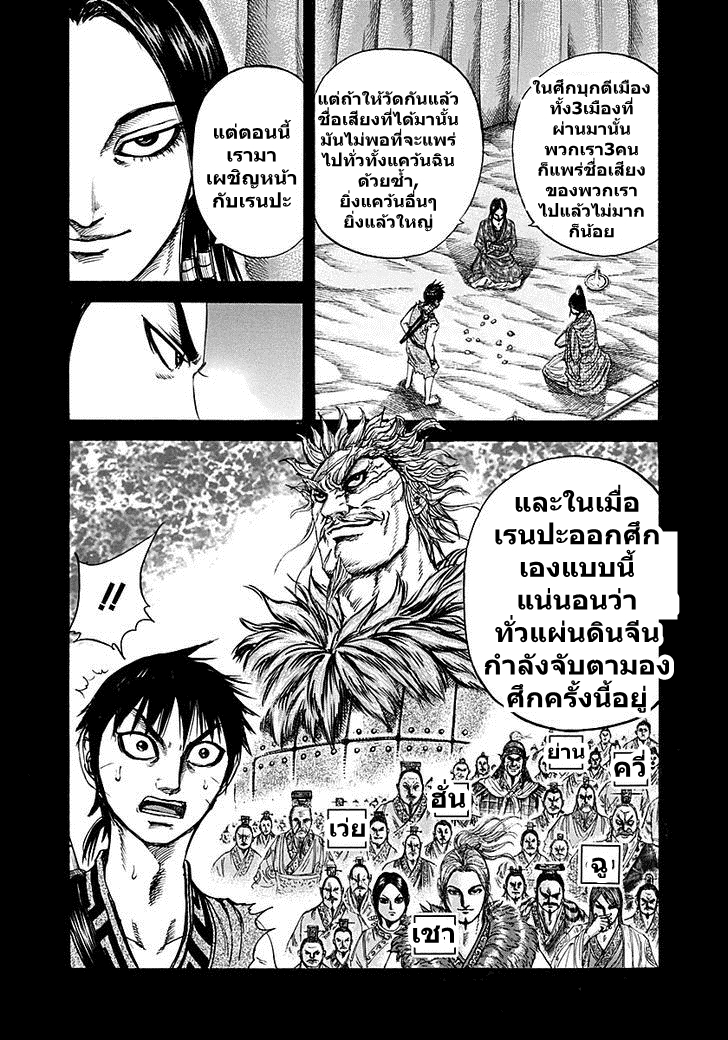 ในศึกบุกตีเมือง
ทั้ง3เมืองที่
ผ่านมานั้น
พวกเรา3คน
ก็แพร่ชื่อเสียง
ของพวกเรา
ไปแล้วไม่มาก
ก็น้อย
แต่ถ้าให้วัดกันแล้ว
ชื่อเสียงที่ได้มานั้น
มันไม่พอที่จะแพร่
ไปทั่วทั้งแคว้นฉิน
ด้วยซ้ำ,
ยิ่งแคว้นอื่นๆ
ยิ่งแล้วใหญ่
แต่ตอนนี้
เรามา
เผชิญหน้า
กับเรนปะ
และในเมื่อ
เรนปะออกศึก
เองแบบนี้
แน่นอนว่า
ทั่วแผ่นดินจีน
กำลังจับตามอง
ศึกครั้งนี้อยู่
!!
ย่าน
ควี่
ฮั่น
เว่ย
ฉู
เชา